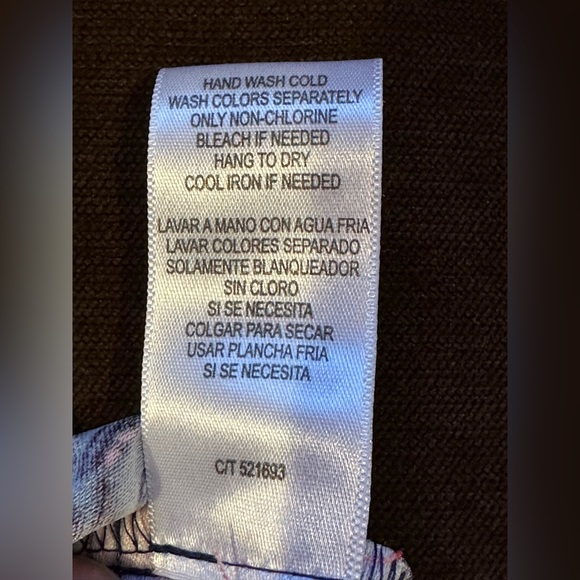 HAND WASH COLD
WASH COLORS SEPARATELY
ONLY NON-CHLORINE
BLEACH IF NEEDED
HANG TO DRY
COOL IRON IF NEEDED
LAVAR A MANO CON AGUA FRIA
LAVAR COLORES SEPARADO
SOLAMENTE BLANQUEADOR
SIN CLORO
SI SE NECESITA
COLGAR PARA SECAR
USAR PLANCHA FRIA
SI SE NECESITA
C/T 521693